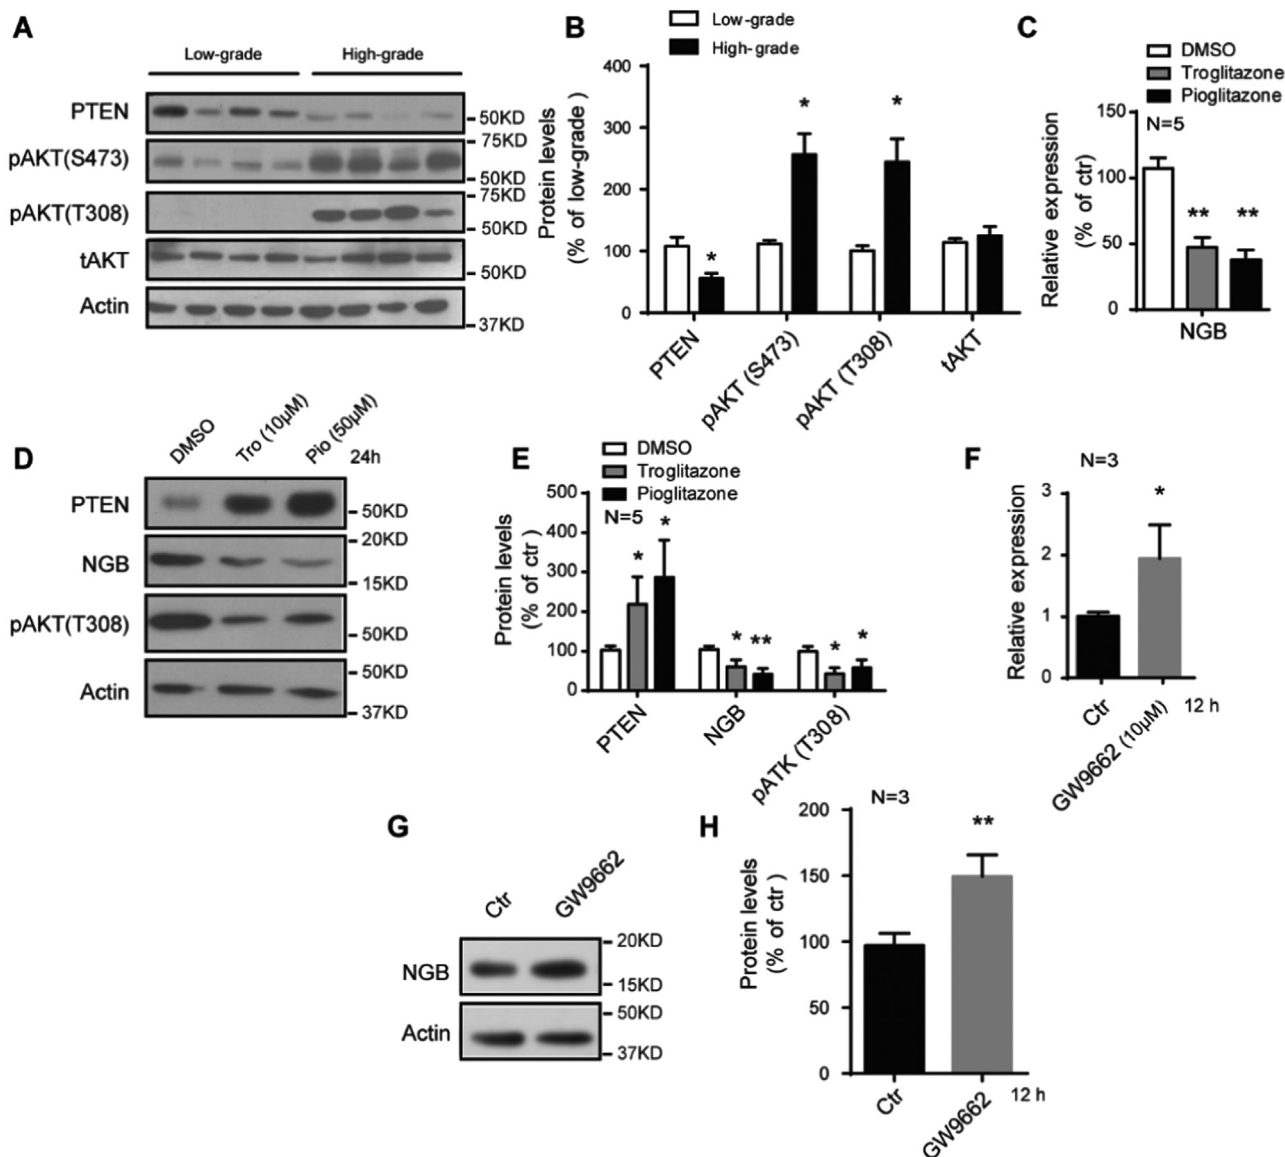 A
Low-grade
High-grade
PTEN
50KD
75KD
pAKT(S473)
50KD
75KD
pAKT(T308)
50KD
tAKT
50KD
Actin
37KD
B
Low-grade
High-grade
Protein levels
(% of low-grade )
400
300
200
100
0
*
*
*
PTEN
pAKT (S473)
pAKT (T308)
tAKT
C
DMSO
Troglitazone
Pioglitazone
Relative expression
(% of ctr)
150
100
50
0
N=5
**
**
NGB
D
DMSO
Tro (10μM)
Pio (50μM)
24h
PTEN
50KD
20KD
NGB
15KD
pAKT(T308)
50KD
50KD
Actin
37KD
E
DMSO
Troglitazone
Pioglitazone
Protein levels
(% of ctr )
500
400
300
200
100
0
N=5
*
*
*
**
*
*
PTEN
NGB
pATK (T308)
F
N=3
Relative expression
3
2
1
0
*
Ctr
GW9662 (10μM)
12 h
G
Ctr
GW9662
20KD
NGB
15KD
50KD
Actin
37KD
H
N=3
Protein levels
(% of ctr )
200
150
100
50
0
**
Ctr
GW9662
12 h